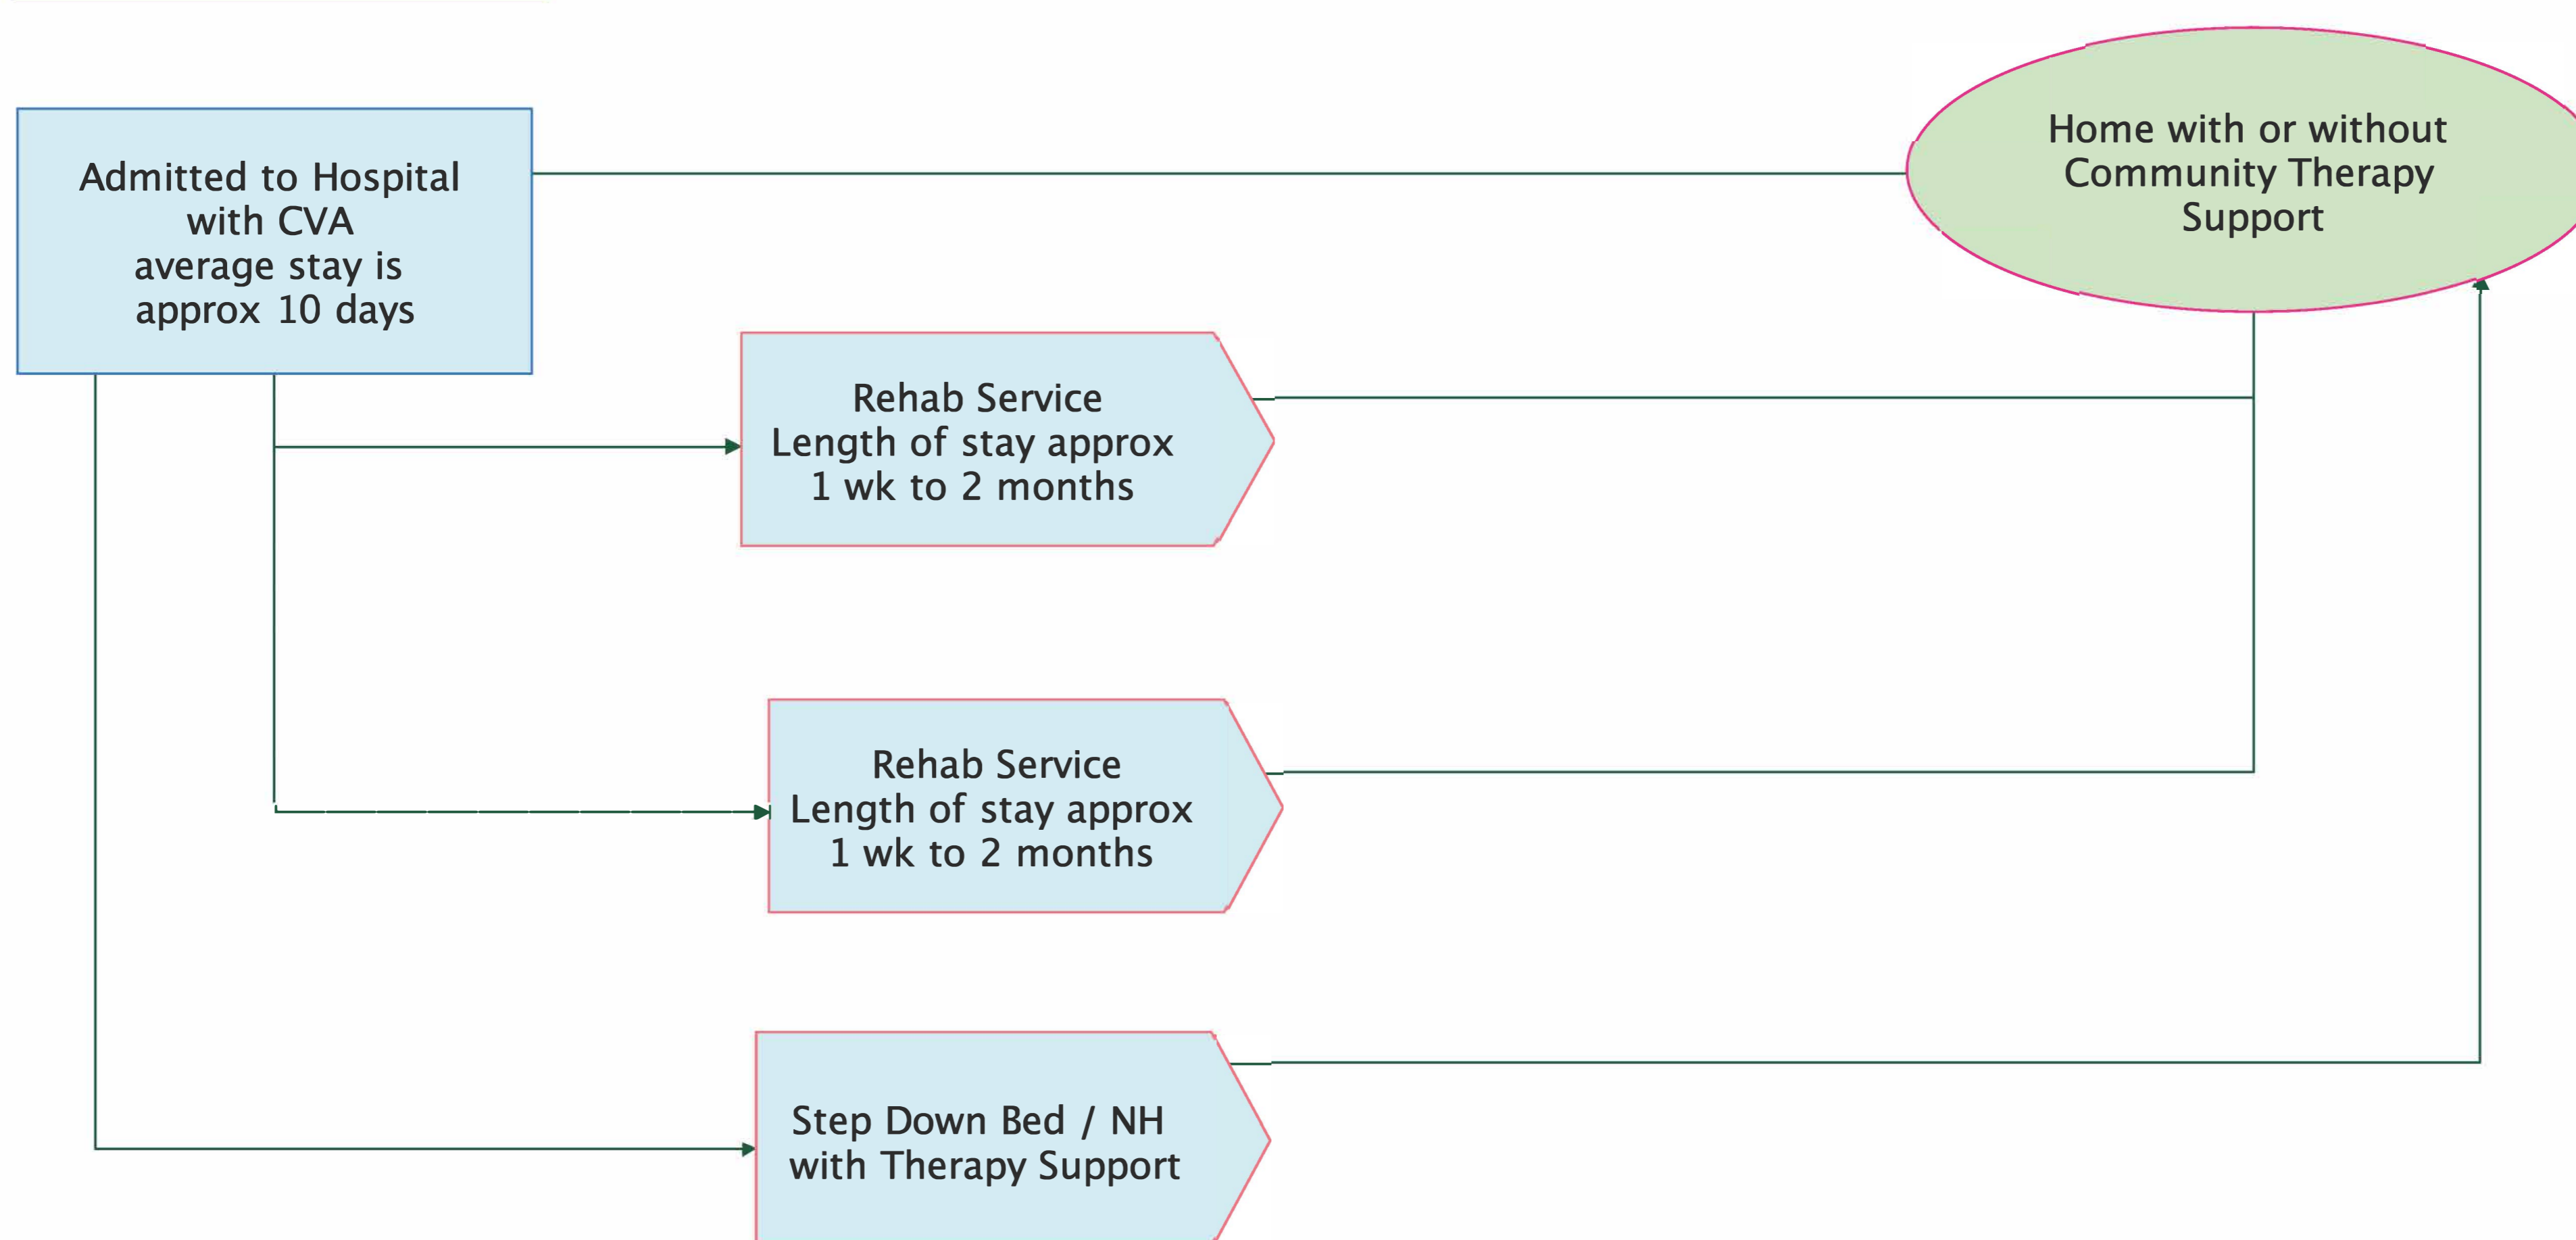 Admitted to Hospital
with CVA
average stay is
approx 10 days
Home with or without
Community Therapy
Support
Rehab Service
Length of stay approx
1 wk to 2 months
Rehab Service
Length of stay approx
1 wk to 2 months
Step Down Bed / NH
with Therapy Support